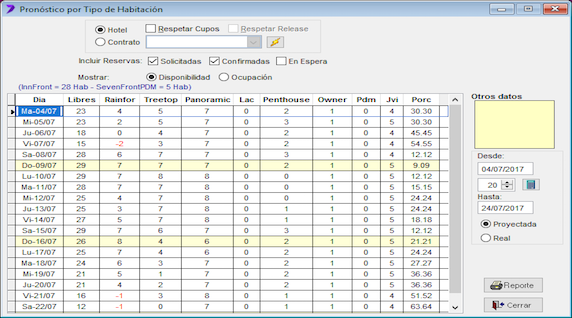 Pronóstico por Tipo de Habitación
Hotel Respetar Cupos Respetar Release
Contrato
Incluir Reservas: Solicitadas Confirmadas En Espera
Mostrar: Disponibilidad Ocupación
(InnFront = 28 Hab - SevenFrontPDM = 5 Hab)
Dia Libres Rainfor Treetop Panoramic Lac Penthouse Owner Pdm Jvi Porc
Ma-04/07 23 4 5 7 0 2 1 0 4 30.30
Mi-05/07 23 2 5 7 0 3 1 0 5 30.30
Ju-06/07 18 0 4 7 0 2 1 0 4 45.45
Vi-07/07 15 -2 3 7 0 2 1 0 4 54.55
Sa-08/07 28 6 7 7 0 3 1 0 4 12.12
Do-09/07 29 7 7 7 0 2 1 0 5 9.09
Lu-10/07 29 7 7 8 0 0 1 0 5 12.12
Ma-11/07 28 7 7 8 0 0 1 0 5 15.15
Mi-12/07 25 4 7 8 0 0 1 0 5 24.24
Ju-13/07 25 3 7 8 0 1 1 0 5 24.24
Vi-14/07 27 5 7 8 0 1 1 0 5 18.18
Sa-15/07 29 7 6 7 0 3 1 0 5 12.12
Do-16/07 26 8 4 6 0 2 1 0 5 21.21
Lu-17/07 25 7 4 6 0 2 1 0 5 24.24
Ma-18/07 24 6 3 7 0 2 1 0 5 27.27
Mi-19/07 21 5 1 7 0 2 1 0 5 36.36
Ju-20/07 21 4 2 7 0 2 1 0 5 36.36
Vi-21/07 16 -1 3 8 0 1 1 0 4 51.52
Sa-22/07 12 -1 0 8 0 0 1 0 4 63.64
Otros datos
Desde:
04/07/2017
20
Hasta:
24/07/2017
Proyectada
Real
Reporte
Cerrar